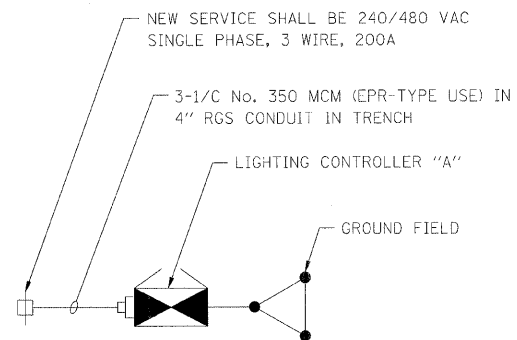 NEW SERVICE SHALL BE 240/480 VAC
SINGLE PHASE, 3 WIRE, 200A
3-1/C No. 350 MCM (EPR-TYPE USE) IN
4" RGS CONDUIT IN TRENCH
LIGHTING CONTROLLER "A"
GROUND FIELD